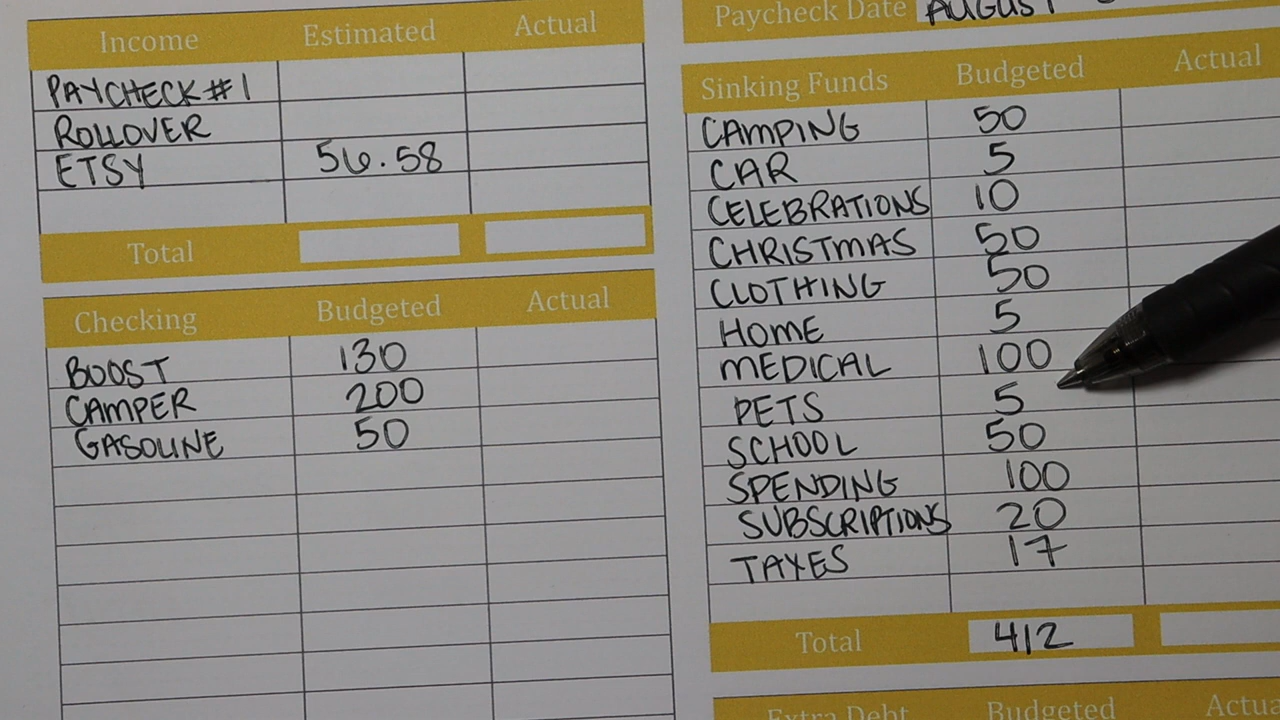 Income Estimated Actual
PAYCHECK #1
ROLLOVER
ETSY 56.58
Total
Checking Budgeted Actual
BOOST 130
CAMPER 200
GASOLINE 50
Paycheck Date AUGUST
Sinking Funds Budgeted Actual
CAMPING 50
CAR 5
CELEBRATIONS 10
CHRISTMAS 50
CLOTHING 50
HOME 5
MEDICAL 100
PETS 5
SCHOOL 50
SPENDING 100
SUBSCRIPTIONS 20
TAXES 17
Total 412
Extra Debt Budgeted Actual